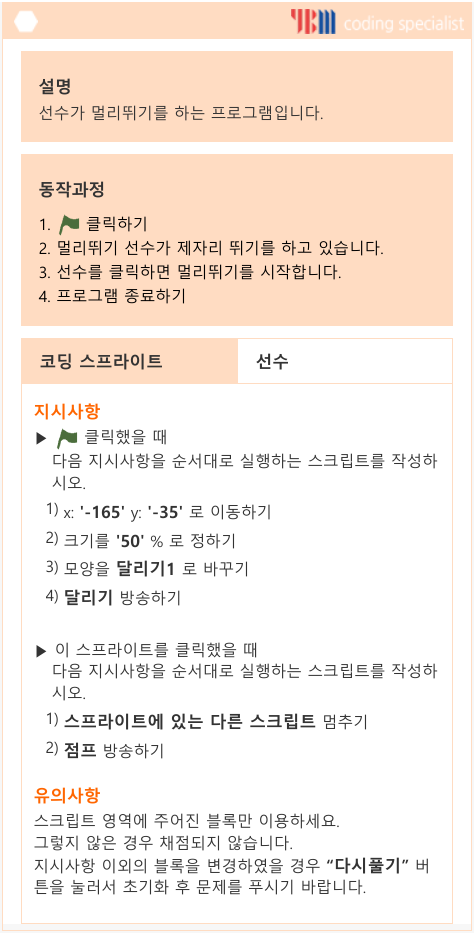 YBM coding specialist
설명
선수가 멀리뛰기를 하는 프로그램입니다.
동작과정
1. 클릭하기
2. 멀리뛰기 선수가 제자리 뛰기를 하고 있습니다.
3. 선수를 클릭하면 멀리뛰기를 시작합니다.
4. 프로그램 종료하기
코딩 스프라이트 선수
지시사항
▶ 클릭했을 때
다음 지시사항을 순서대로 실행하는 스크립트를 작성하
시오.
1) x: '-165' y: '-35' 로 이동하기
2) 크기를 '50' % 로 정하기
3) 모양을 달리기1 로 바꾸기
4) 달리기 방송하기
▶ 이 스프라이트를 클릭했을 때
다음 지시사항을 순서대로 실행하는 스크립트를 작성하
시오.
1) 스프라이트에 있는 다른 스크립트 멈추기
2) 점프 방송하기
유의사항
스크립트 영역에 주어진 블록만 이용하세요.
그렇지 않은 경우 채점되지 않습니다.
지시사항 이외의 블록을 변경하였을 경우 “다시풀기” 버
튼을 눌러서 초기화 후 문제를 푸시기 바랍니다.